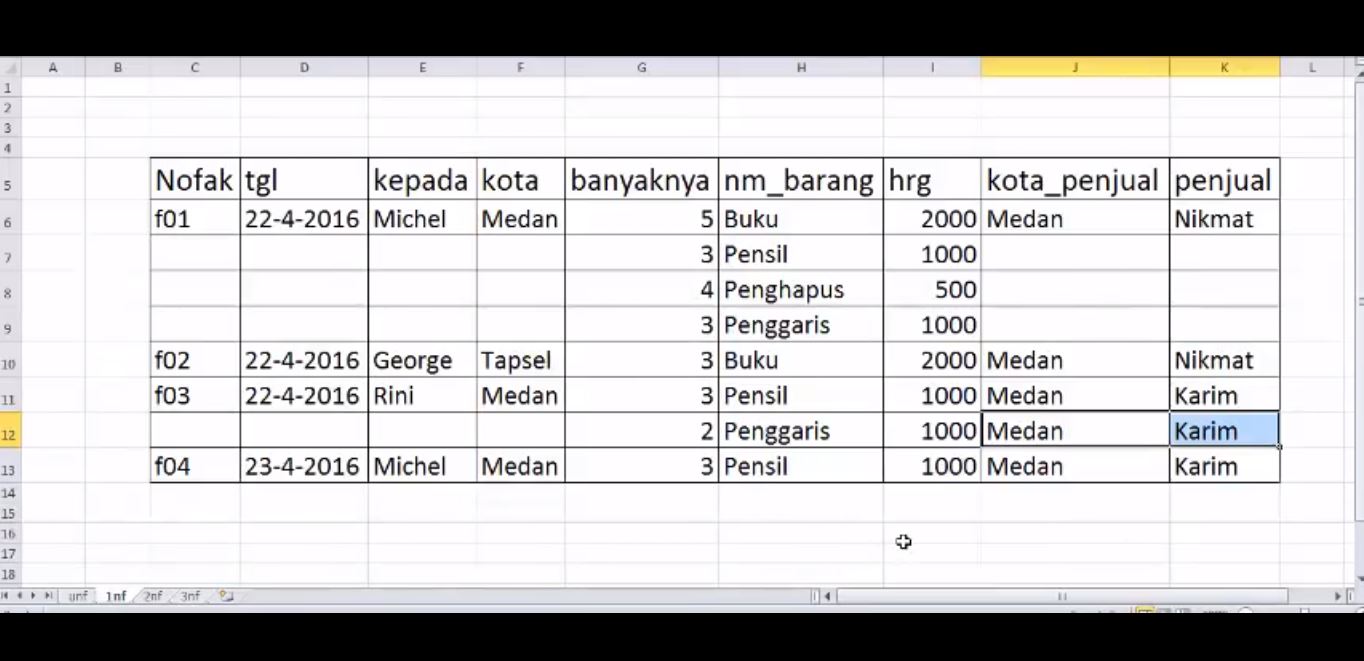 A B C D E F G H I J K L
1
2
3
4
5 Nofak tgl kepada kota banyaknya nm_barang hrg kota_penjual penjual
6 f01 22-4-2016 Michel Medan 5 Buku 2000 Medan Nikmat
7 3 Pensil 1000
8 4 Penghapus 500
9 3 Penggaris 1000
10 f02 22-4-2016 George Tapsel 3 Buku 2000 Medan Nikmat
11 f03 22-4-2016 Rini Medan 3 Pensil 1000 Medan Karim
12 2 Penggaris 1000 Medan Karim
13 f04 23-4-2016 Michel Medan 3 Pensil 1000 Medan Karim
14
15
16
17
18
unf 1nf 2nf 3nf